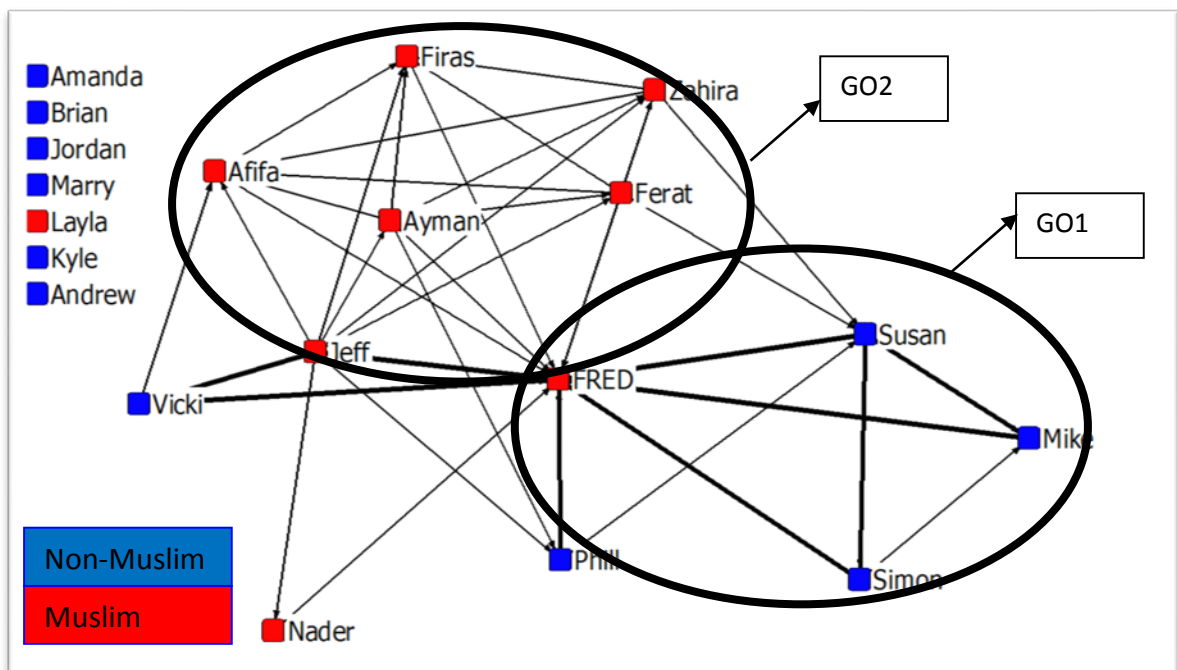 Amanda
Brian
Jordan
Marry
Layla
Kyle
Andrew
Firas
Zahira
GO2
Afifa
Ferat
Ayman
GO1
Jeff
Susan
FRED
Vicki
Mike
Phill
Simon
Non-Muslim
Muslim
Nader